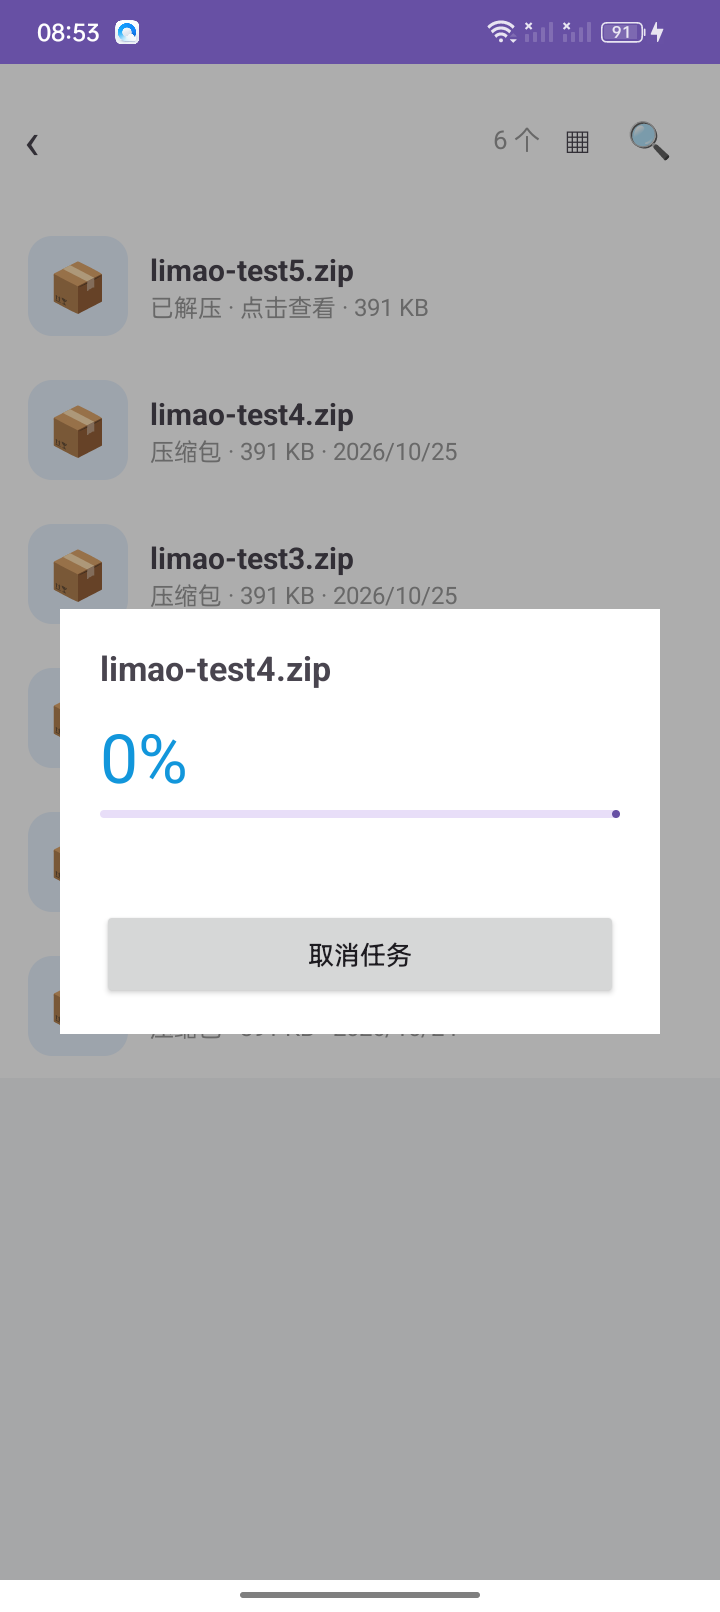 08:53
91
‹
6 个
limao-test5.zip
已解压 · 点击查看 · 391 KB
limao-test4.zip
压缩包 · 391 KB · 2026/10/25
limao-test3.zip
压缩包 · 391 KB · 2026/10/25
limao-test4.zip
0%
取消任务